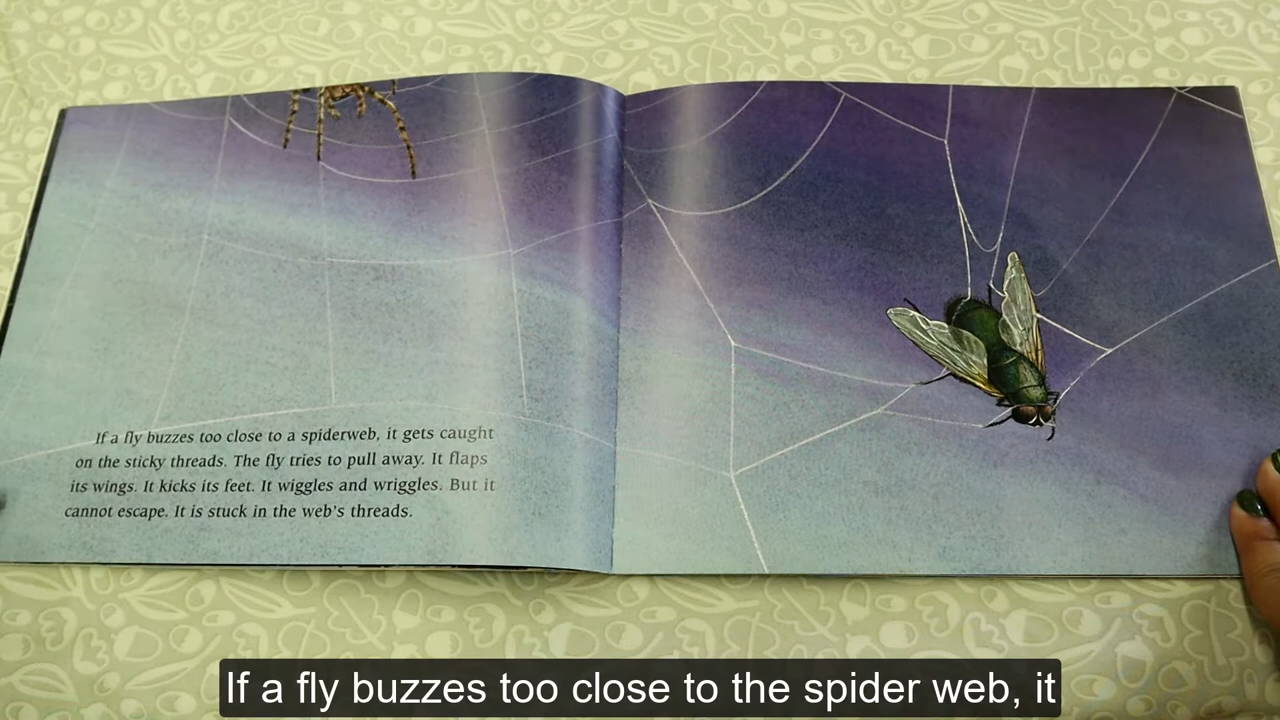 If a fly buzzes too close to a spiderweb, it gets caught
on the sticky threads. The fly tries to pull away. It flaps
its wings. It kicks its feet. It wiggles and wriggles. But it
cannot escape. It is stuck in the web's threads.
If a fly buzzes too close to the spider web, it